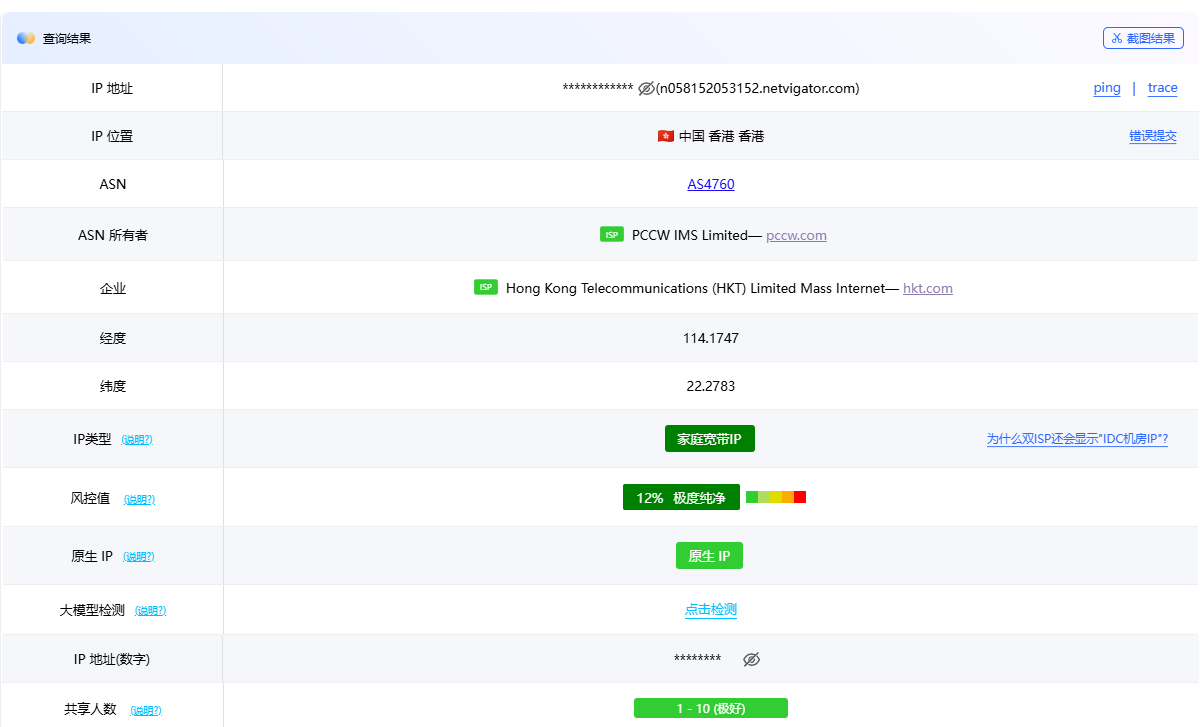 查询结果 截图结果
IP 地址 ************ (n058152053152.netvigator.com) ping | trace
IP 位置 中国 香港 香港 错误提交
ASN AS4760
ASN 所有者 ISP PCCW IMS Limited— pccw.com
企业 ISP Hong Kong Telecommunications (HKT) Limited Mass Internet— hkt.com
经度 114.1747
纬度 22.2783
IP类型 (说明?) 家庭宽带IP 为什么双ISP还会显示"IDC机房IP"?
风控值 (说明?) 12% 极度纯净
原生 IP (说明?) 原生 IP
大模型检测 (说明?) 点击检测
IP 地址(数字) ********
共享人数 (说明?) 1 - 10 (极好)